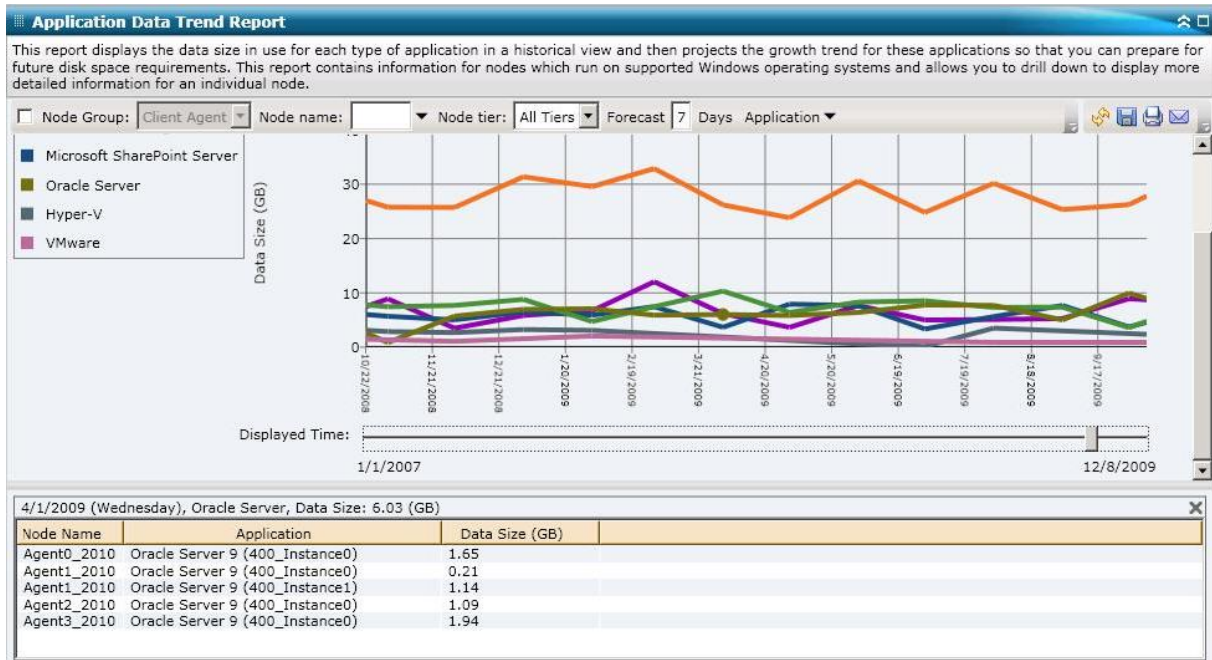 Application Data Trend Report
This report displays the data size in use for each type of application in a historical view and then projects the growth trend for these applications so that you can prepare for
future disk space requirements. This report contains information for nodes which run on supported Windows operating systems and allows you to drill down to display more
detailed information for an individual node.
Node Group: Client Agent Node name: Node tier: All Tiers Forecast 7 Days Application
Microsoft SharePoint Server
Oracle Server
Hyper-V
VMware
Data Size (GB)
30
20
10
0
10/22/2008
11/21/2008
12/21/2008
1/20/2009
2/19/2009
3/21/2009
4/20/2009
5/20/2009
6/19/2009
7/19/2009
8/18/2009
9/17/2009
Displayed Time:
1/1/2007 12/8/2009
4/1/2009 (Wednesday), Oracle Server, Data Size: 6.03 (GB)
Node Name Application Data Size (GB)
Agent0_2010 Oracle Server 9 (400_Instance0) 1.65
Agent1_2010 Oracle Server 9 (400_Instance0) 0.21
Agent1_2010 Oracle Server 9 (400_Instance1) 1.14
Agent2_2010 Oracle Server 9 (400_Instance0) 1.09
Agent3_2010 Oracle Server 9 (400_Instance0) 1.94